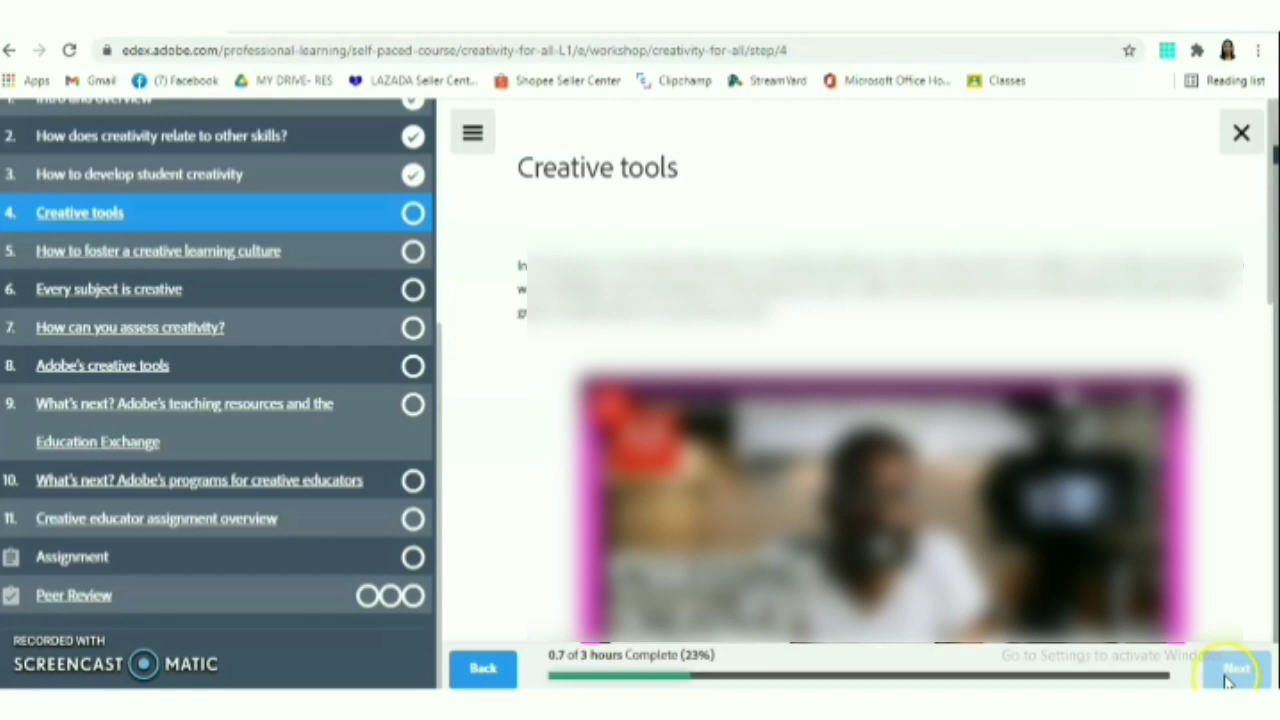 edex.adobe.com/professional-learning/self-paced-course/creativity-for-all-L1/e/workshop/creativity-for-all/step/4
Apps Gmail (7) Facebook MY DRIVE- RES LAZADA Seller Cent... Shopee Seller Center Clipchamp StreamYard Microsoft Office Ho... Classes Reading list
1. Intro and overview
2. How does creativity relate to other skills?
3. How to develop student creativity
4. Creative tools
5. How to foster a creative learning culture
6. Every subject is creative
7. How can you assess creativity?
8. Adobe's creative tools
9. What's next? Adobe's teaching resources and the
Education Exchange
10. What's next? Adobe's programs for creative educators
11. Creative educator assignment overview
Assignment
Peer Review
RECORDED WITH
SCREENCAST MATIC
Creative tools
In
0.7 of 3 hours Complete (23%)
Go to Settings to activate Windows.
Back
Next